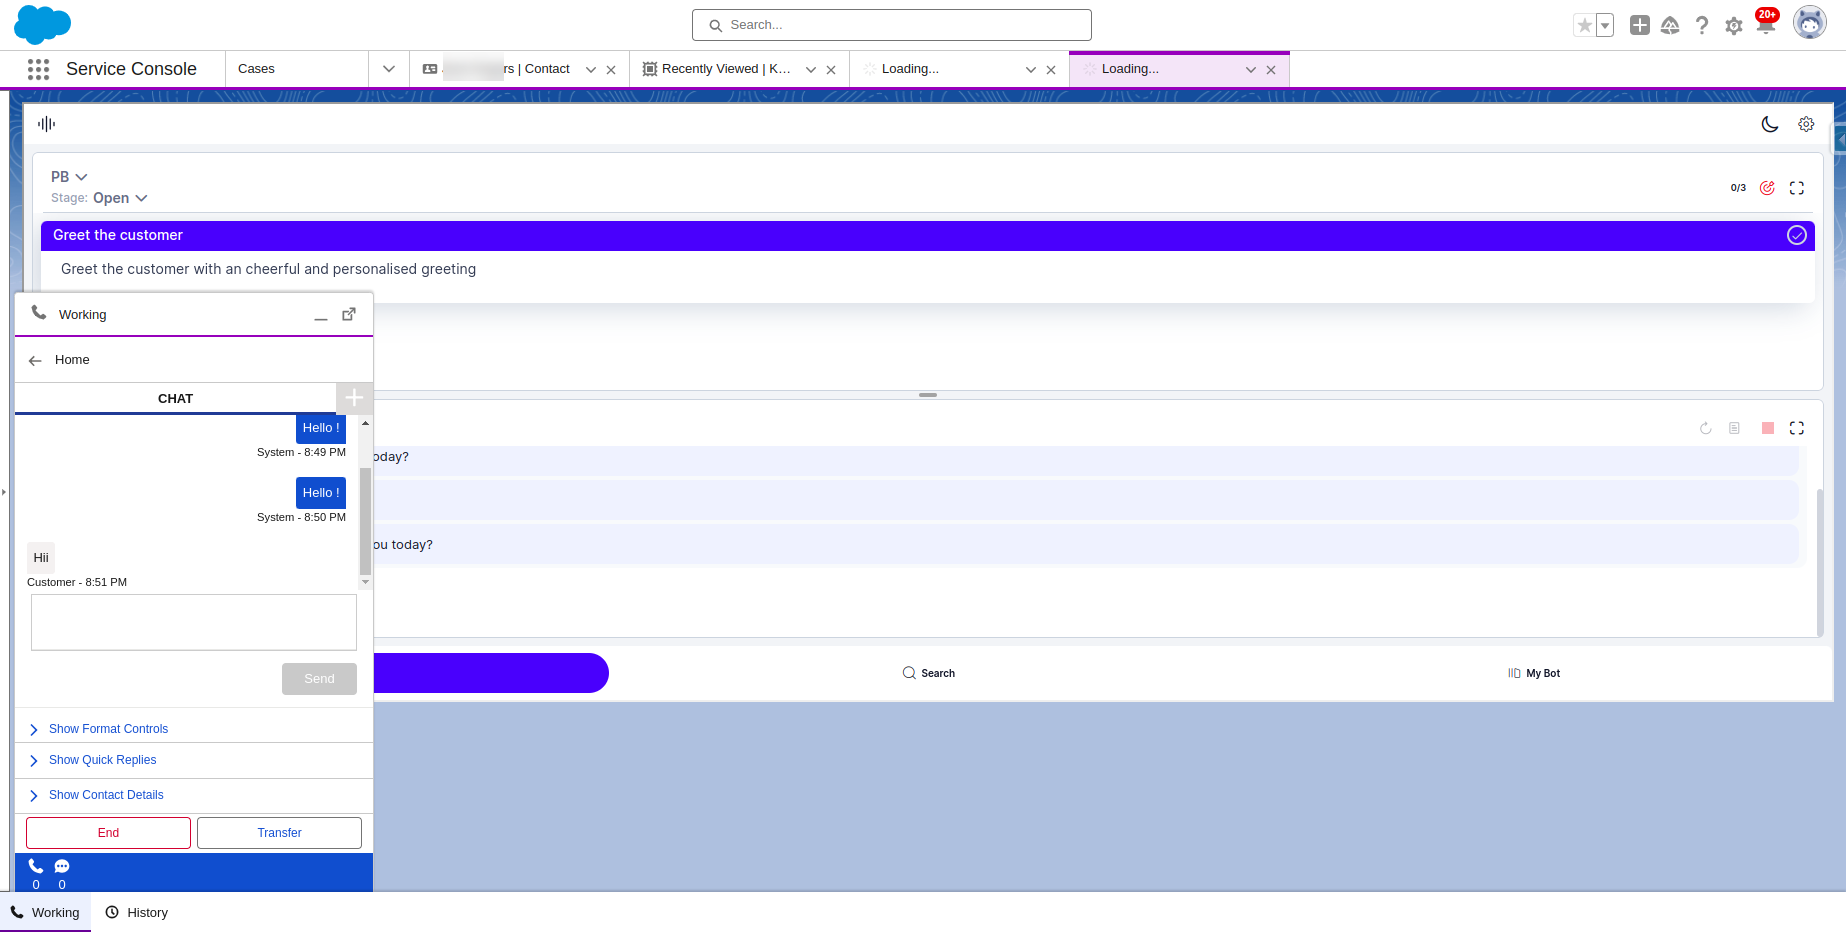 Search...
20+
Service Console
Cases
rs | Contact
Recently Viewed | K...
Loading...
Loading...
PB
Stage: Open
0/3
Greet the customer
Greet the customer with an cheerful and personalised greeting
Working
Home
CHAT
Hello !
System - 8:49 PM
oday?
Hello !
System - 8:50 PM
ou today?
Hii
Customer - 8:51 PM
Send
Search
My Bot
Show Format Controls
Show Quick Replies
Show Contact Details
End
Transfer
0
0
Working
History